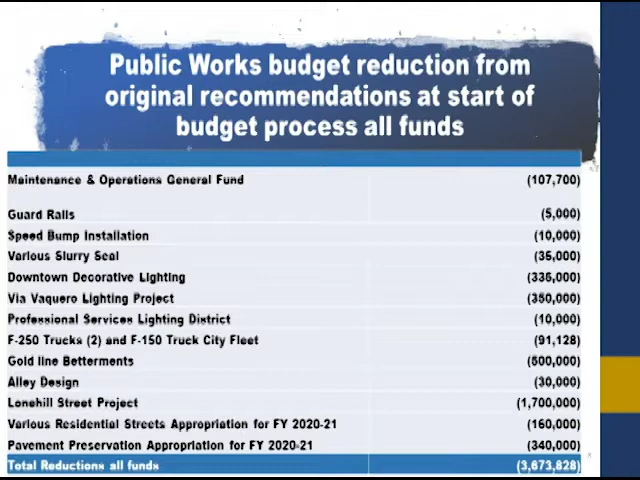 Public Works budget reduction from
original recommendations at start of
budget process all funds
Maintenance & Operations General Fund (107,700)
Guard Rails (5,000)
Speed Bump Installation (10,000)
Various Slurry Seal (35,000)
Downtown Decorative Lighting (335,000)
Via Vaquero Lighting Project (350,000)
Professional Services Lighting District (10,000)
F-250 Trucks (2) and F-150 Truck City Fleet (91,128)
Gold line Betterments (500,000)
Alley Design (30,000)
Lonehill Street Project (1,700,000)
Various Residential Streets Appropriation for FY 2020-21 (160,000)
Pavement Preservation Appropriation for FY 2020-21 (340,000)
Total Reductions all funds (3,673,828)